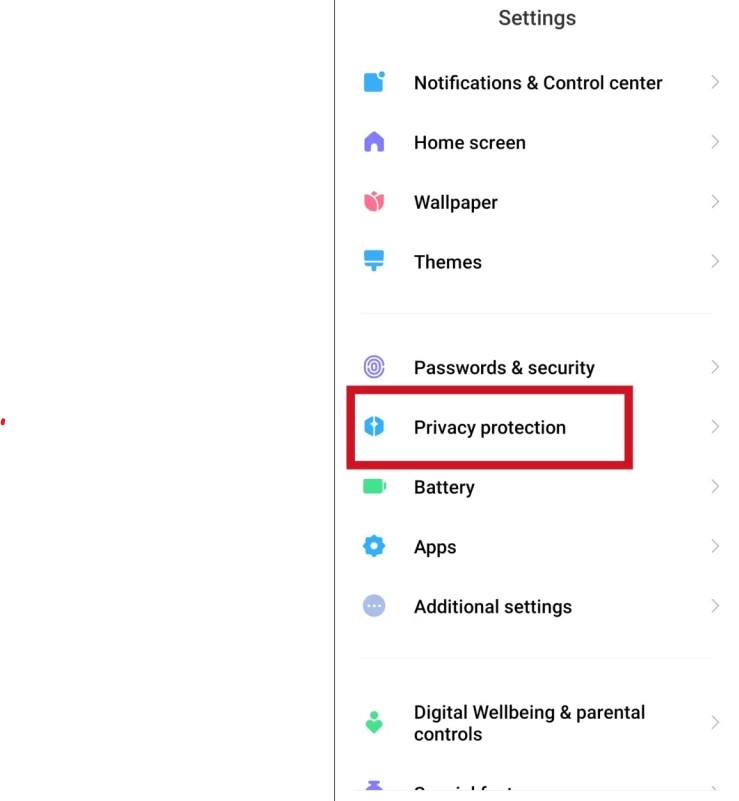 Settings
Notifications & Control center
Home screen
Wallpaper
Themes
Passwords & security
Privacy protection
Battery
Apps
Additional settings
Digital Wellbeing & parental
controls